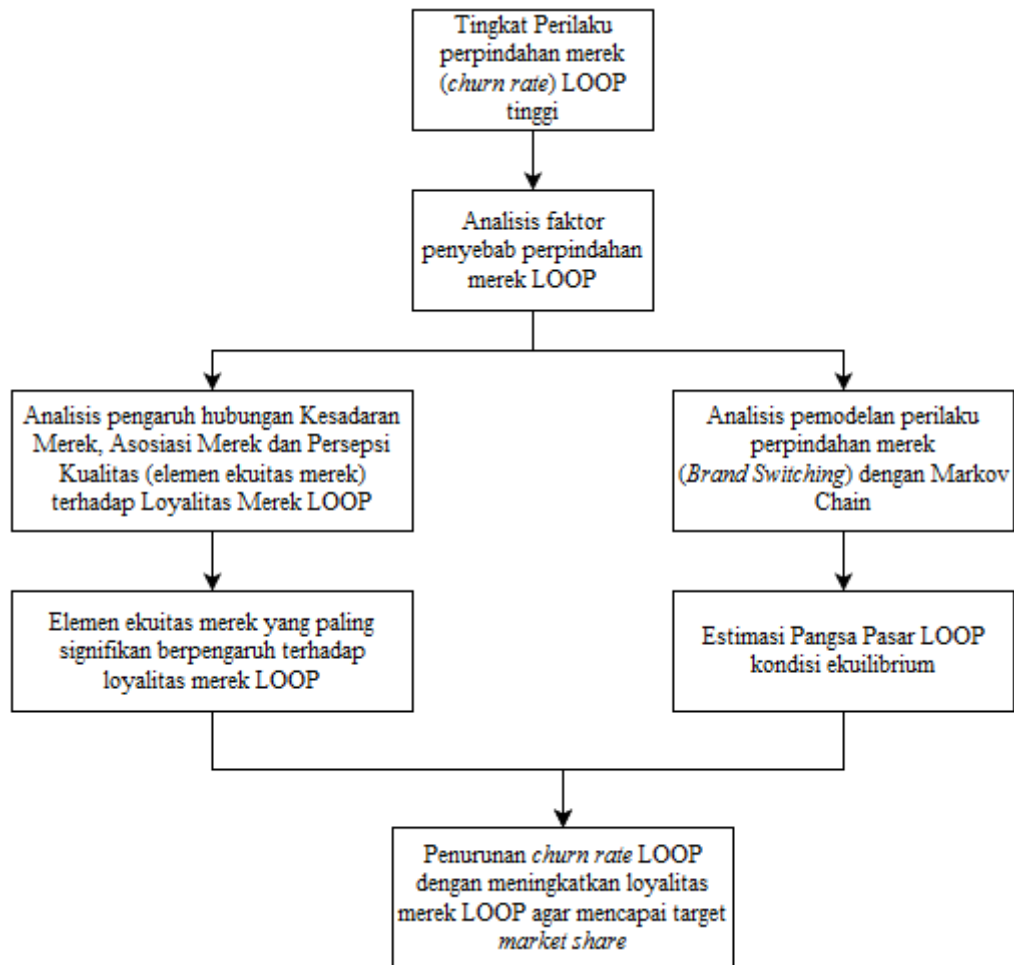 Tingkat Perilaku
perpindahan merek
(churn rate) LOOP
tinggi
Analisis faktor
penyebab perpindahan
merek LOOP
Analisis pengaruh hubungan Kesadaran
Merek, Asosiasi Merek dan Persepsi
Kualitas (elemen ekuitas merek)
terhadap Loyalitas Merek LOOP
Analisis pemodelan perilaku
perpindahan merek
(Brand Switching) dengan Markov
Chain
Elemen ekuitas merek yang paling
signifikan berpengaruh terhadap
loyalitas merek LOOP
Estimasi Pangsa Pasar LOOP
kondisi ekuilibrium
Penurunan churn rate LOOP
dengan meningkatkan loyalitas
merek LOOP agar mencapai target
market share